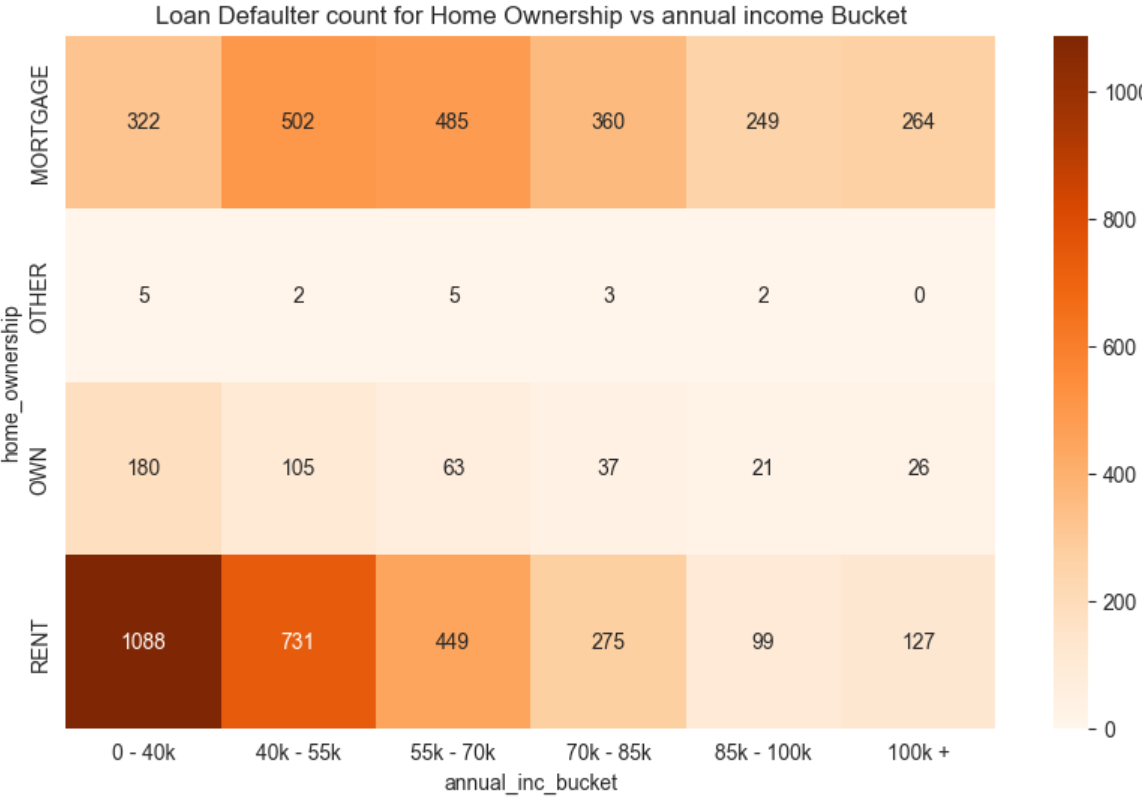 Loan Defaulter count for Home Ownership vs annual income Bucket
home_ownership
MORTGAGE
322 502 485 360 249 264
OTHER
5 2 5 3 2 0
OWN
180 105 63 37 21 26
RENT
1088 731 449 275 99 127
0 - 40k 40k - 55k 55k - 70k 70k - 85k 85k - 100k 100k +
annual_inc_bucket
1000
800
600
400
200
0